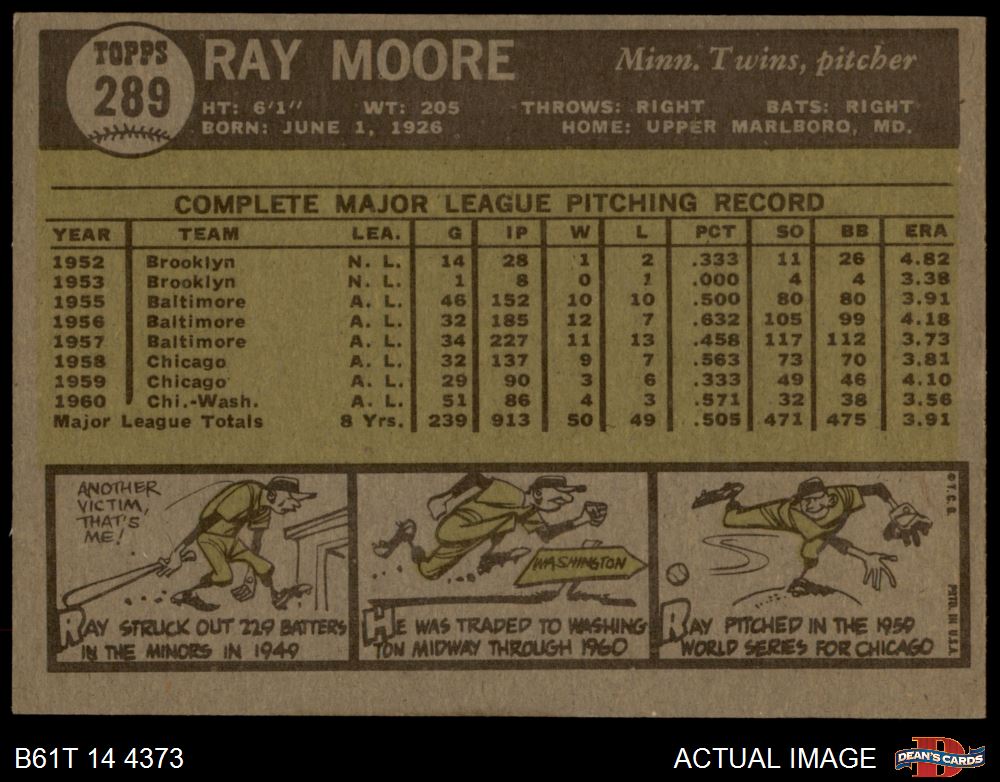 TOPPS
289
RAY MOORE
Minn. Twins, pitcher
HT: 6'1" WT: 205 THROWS: RIGHT BATS: RIGHT
BORN: JUNE 1, 1926 HOME: UPPER MARLBORO, MD.
COMPLETE MAJOR LEAGUE PITCHING RECORD
YEAR TEAM LEA. G IP W L PCT SO BB ERA
1952 Brooklyn N. L. 14 28 1 2 .333 11 26 4.82
1953 Brooklyn N. L. 1 8 0 1 .000 4 4 3.38
1955 Baltimore A. L. 46 152 10 10 .500 80 80 3.91
1956 Baltimore A. L. 32 185 12 7 .632 105 99 4.18
1957 Baltimore A. L. 34 227 11 13 .458 117 112 3.73
1958 Chicago A. L. 32 137 9 7 .563 73 70 3.81
1959 Chicago A. L. 29 90 3 6 .333 49 46 4.10
1960 Chi.-Wash. A. L. 51 86 4 3 .571 32 38 3.56
Major League Totals 8 Yrs. 239 913 50 49 .505 471 475 3.91
ANOTHER
VICTIM,
THAT'S
ME!
RAY STRUCK OUT 229 BATTERS
IN THE MINORS IN 1949
WASHINGTON
HE WAS TRADED TO WASHING
TON MIDWAY THROUGH 1960
RAY PITCHED IN THE 1959
WORLD SERIES FOR CHICAGO
© T. C. G.
PRTD. IN U.S.A.
B61T 14 4373
ACTUAL IMAGE
D
DEAN'S CARDS